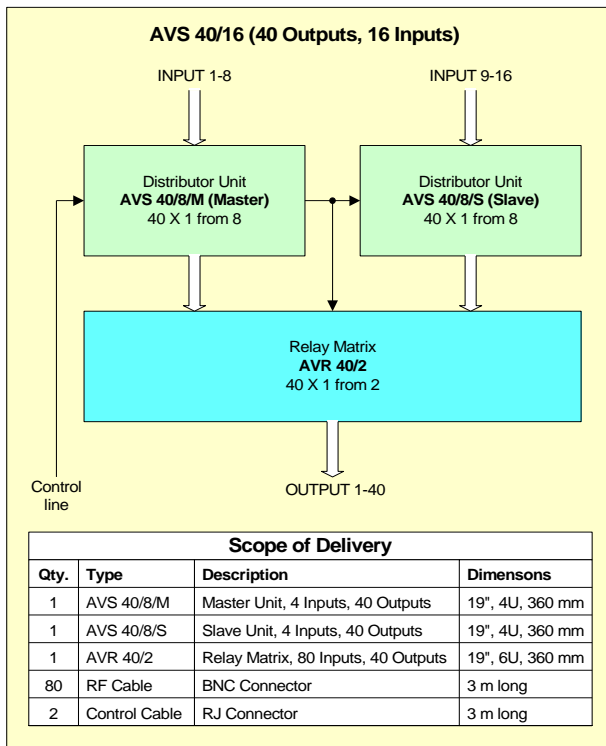 AVS 40/16 (40 Outputs, 16 Inputs)
INPUT 1-8
INPUT 9-16
Distributor Unit
AVS 40/8/M (Master)
40 X 1 from 8
Distributor Unit
AVS 40/8/S (Slave)
40 X 1 from 8
Relay Matrix
AVR 40/2
40 X 1 from 2
Control
line
OUTPUT 1-40
Scope of Delivery
Qty. Type Description Dimensons
1 AVS 40/8/M Master Unit, 4 Inputs, 40 Outputs 19", 4U, 360 mm
1 AVS 40/8/S Slave Unit, 4 Inputs, 40 Outputs 19", 4U, 360 mm
1 AVR 40/2 Relay Matrix, 80 Inputs, 40 Outputs 19", 6U, 360 mm
80 RF Cable BNC Connector 3 m long
2 Control Cable RJ Connector 3 m long